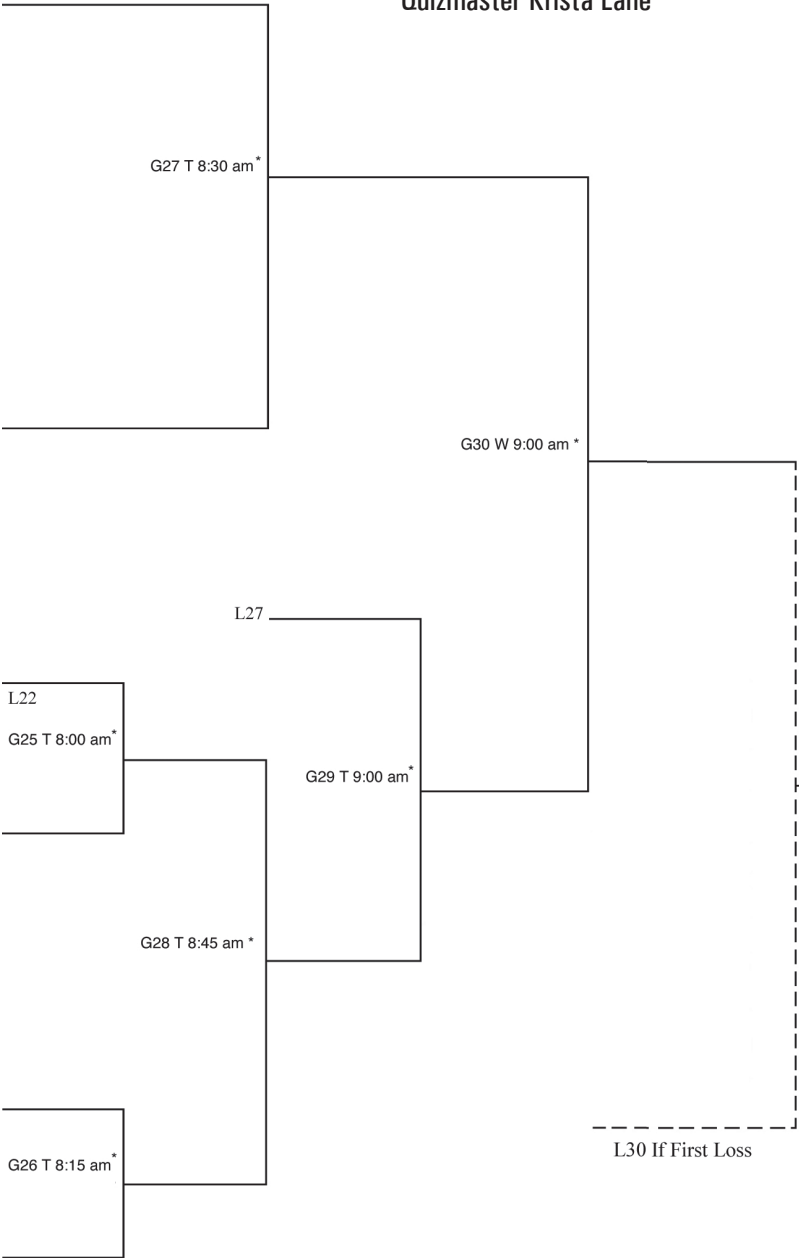 Quizmaster Krista Lane
G27 T 8:30 am*
G30 W 9:00 am *
L27
L22
G25 T 8:00 am*
G29 T 9:00 am*
G28 T 8:45 am *
L30 If First Loss
G26 T 8:15 am*